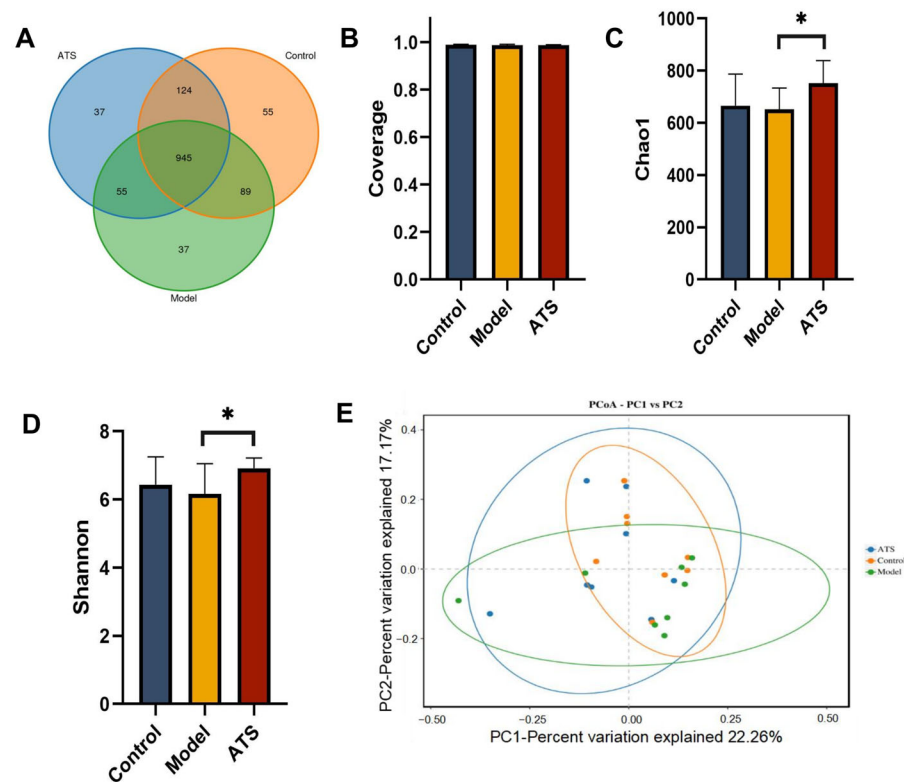 A
ATS
Control
124
37
55
945
55
89
37
Model
B
Coverage
1.0
0.8
0.6
0.4
0.2
0.0
Control
Model
ATS
C
Chao1
1000
800
600
400
200
0
*
Control
Model
ATS
D
Shannon
8
6
4
2
0
*
Control
Model
ATS
E
PCoA - PC1 vs PC2
PC2-Percent variation explained 17.17%
0.4
0.2
0.0
−0.2
−0.50
−0.25
0.00
0.25
0.50
PC1-Percent variation explained 22.26%
ATS
Control
Model